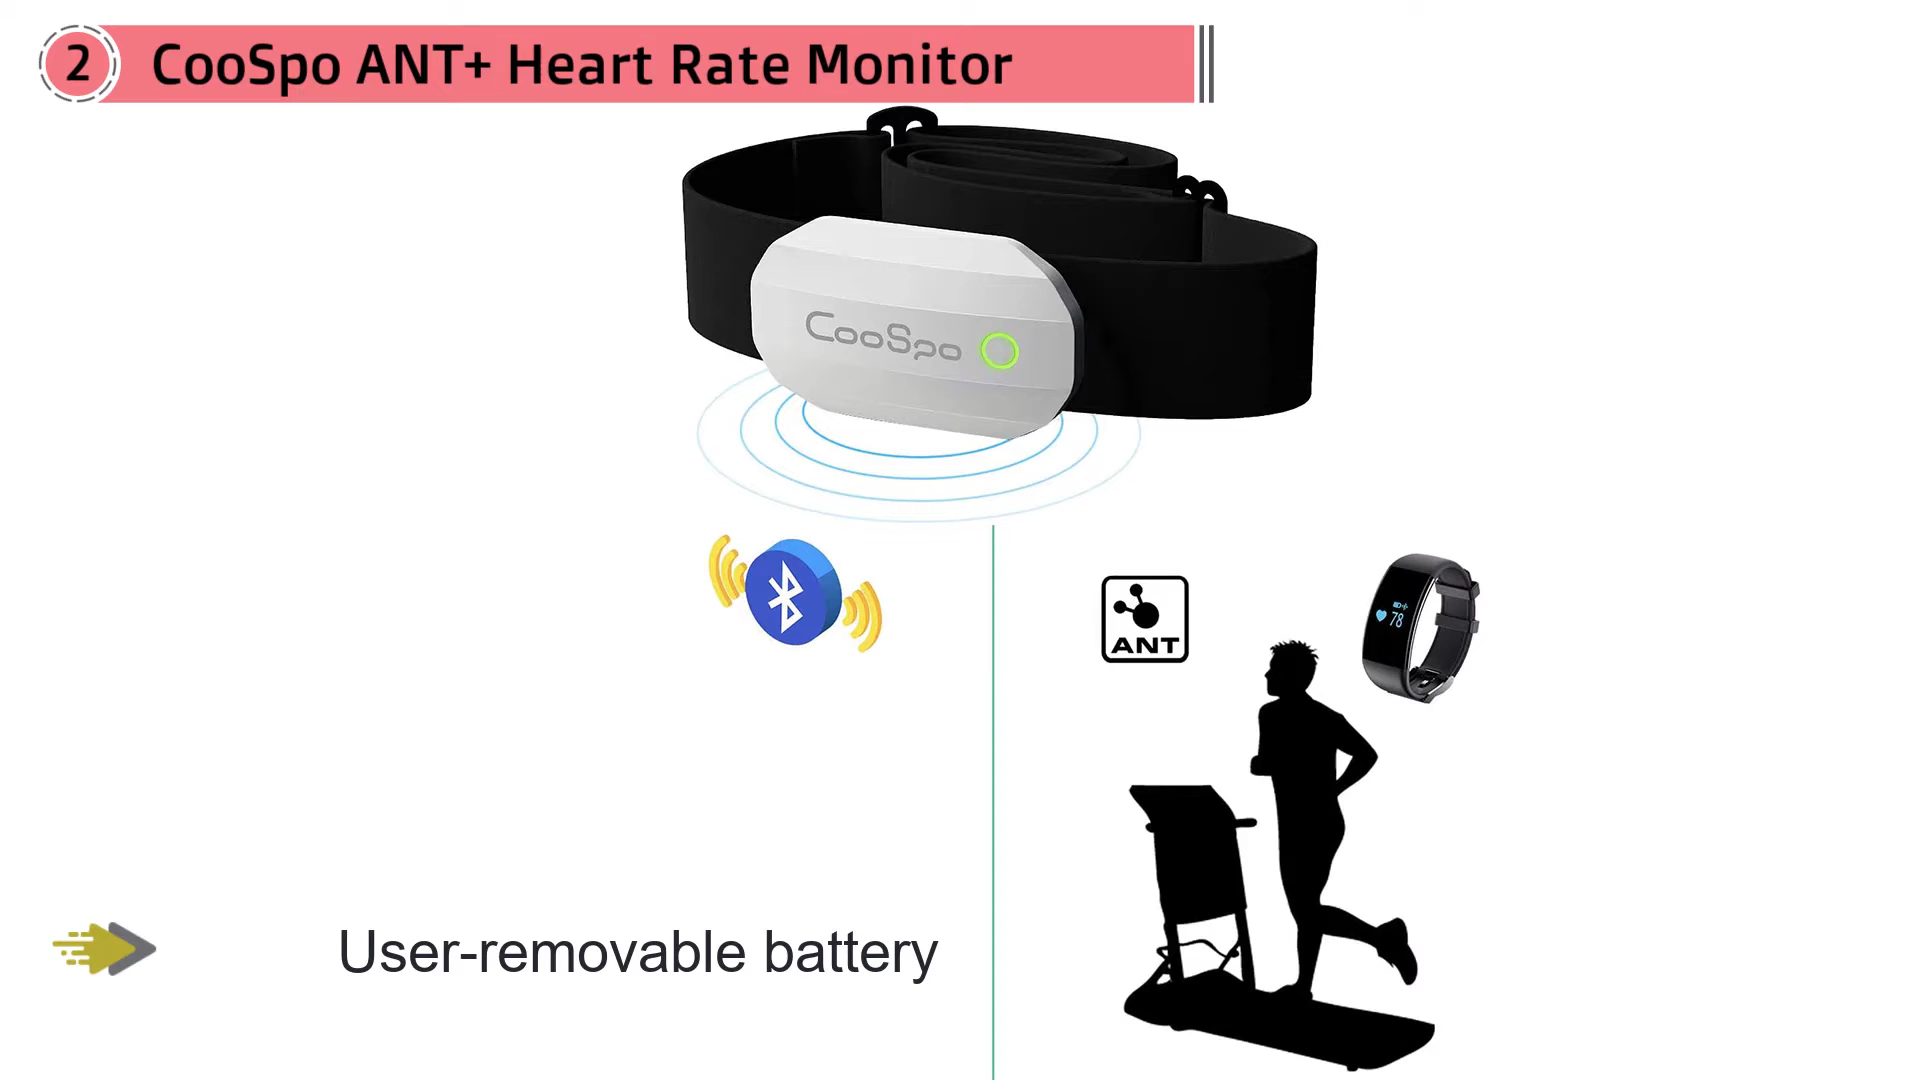 2
CooSpo ANT+ Heart Rate Monitor
CooSpo
ANT
78
User-removable battery